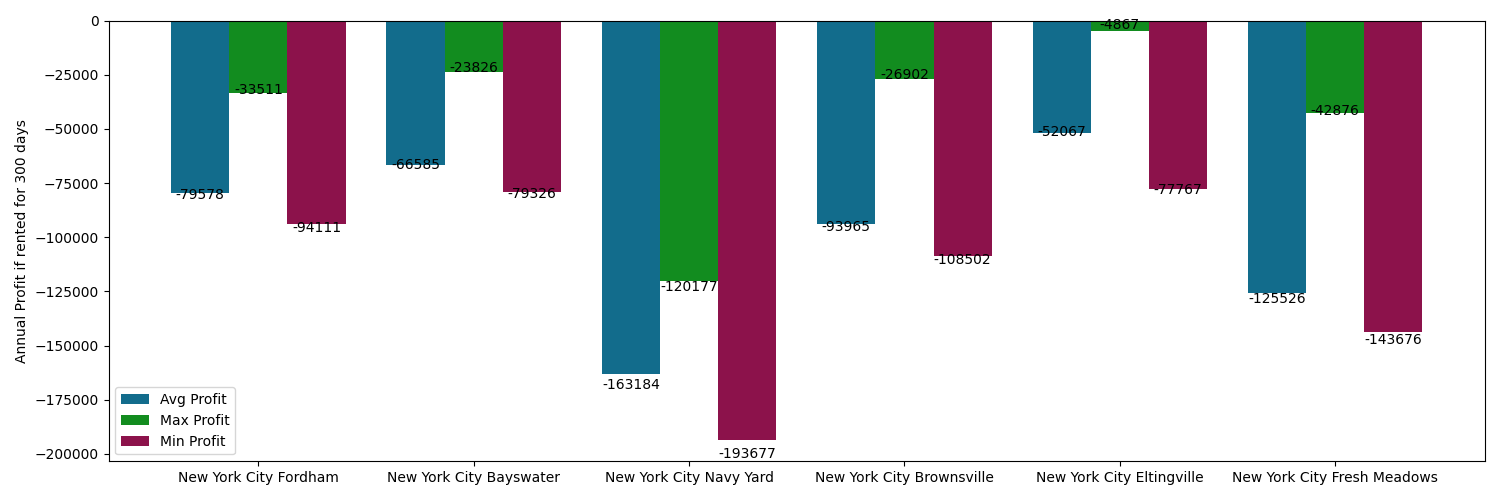 0
−25000
−50000
−75000
−100000
−125000
−150000
−175000
−200000
Annual Profit if rented for 300 days
-79578
-33511
-94111
-66585
-23826
-79326
-163184
-120177
-193677
-93965
-26902
-108502
-52067
-4867
-77767
-125526
-42876
-143676
Avg Profit
Max Profit
Min Profit
New York City Fordham
New York City Bayswater
New York City Navy Yard
New York City Brownsville
New York City Eltingville
New York City Fresh Meadows